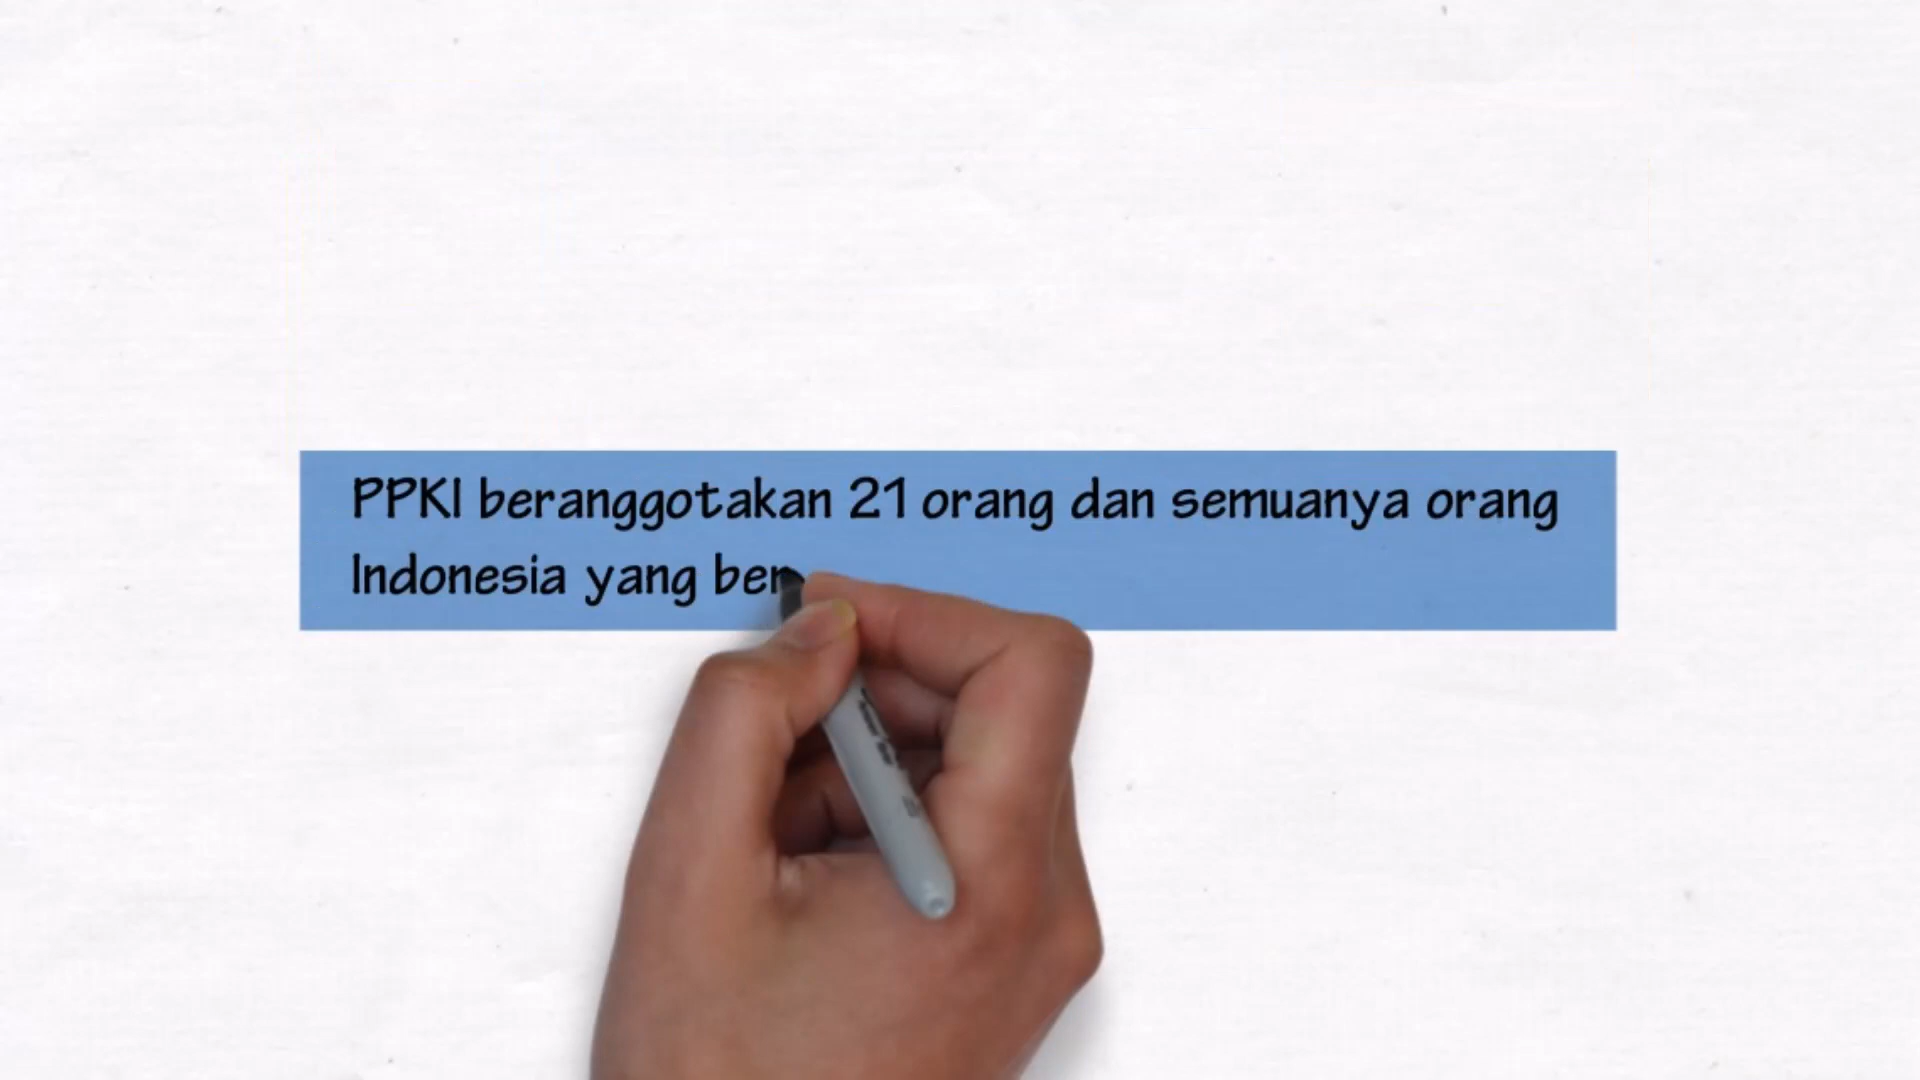 PPKI beranggotakan 21 orang dan semuanya orang
Indonesia yang ber